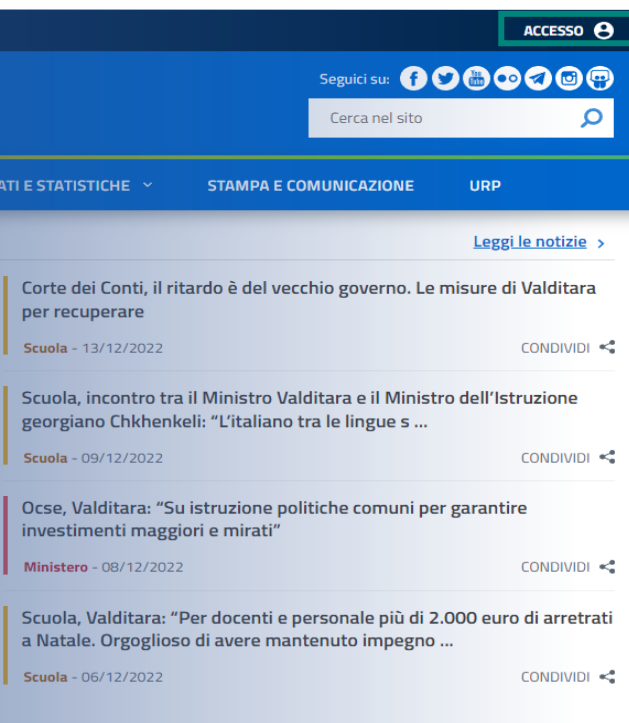 ACCESSO
Seguici su:
Cerca nel sito
ATI E STATISTICHE STAMPA E COMUNICAZIONE URP
Leggi le notizie
Corte dei Conti, il ritardo è del vecchio governo. Le misure di Valditara
per recuperare
Scuola - 13/12/2022 CONDIVIDI
Scuola, incontro tra il Ministro Valditara e il Ministro dell’Istruzione
georgiano Chkhenkeli: “L’italiano tra le lingue s ...
Scuola - 09/12/2022 CONDIVIDI
Ocse, Valditara: “Su istruzione politiche comuni per garantire
investimenti maggiori e mirati”
Ministero - 08/12/2022 CONDIVIDI
Scuola, Valditara: “Per docenti e personale più di 2.000 euro di arretrati
a Natale. Orgoglioso di avere mantenuto impegno ...
Scuola - 06/12/2022 CONDIVIDI